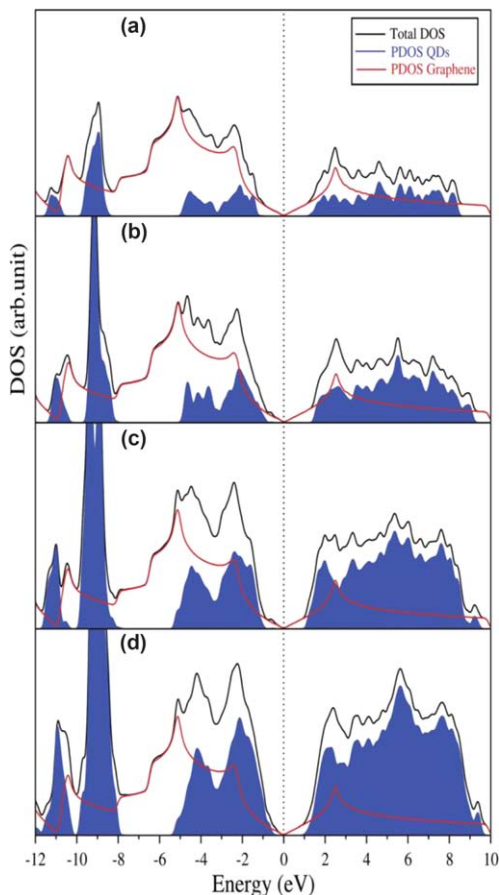 (a)
Total DOS
PDOS QDs
PDOS Graphene
(b)
(c)
(d)
DOS (arb.unit)
-12 -10 -8 -6 -4 -2 0 2 4 6 8 10
Energy (eV)